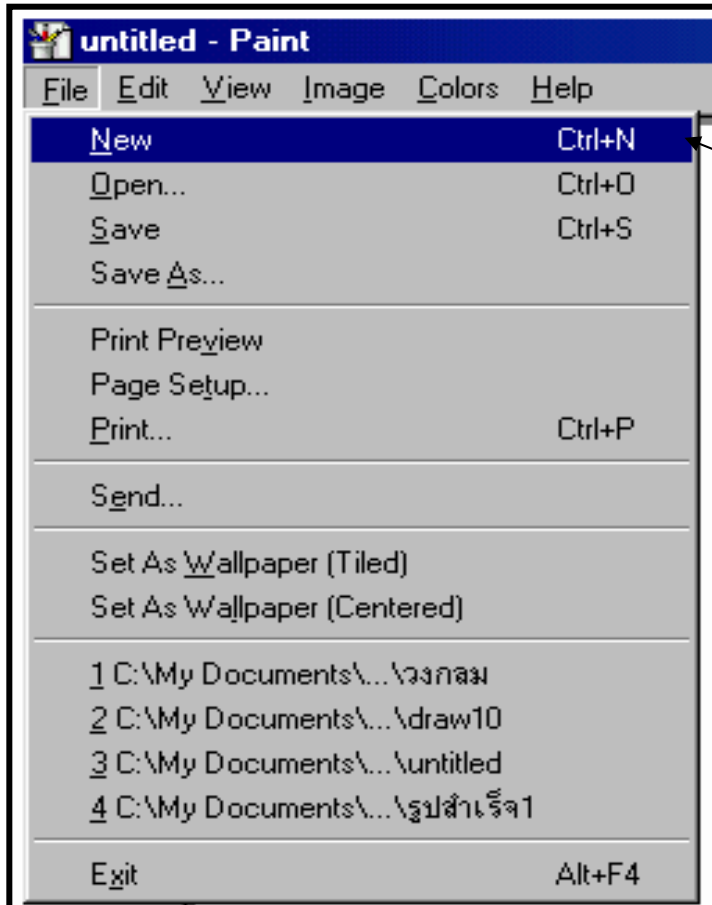 untitled - Paint
File Edit View Image Colors Help
New Ctrl+N
Open... Ctrl+O
Save Ctrl+S
Save As...
Print Preview
Page Setup...
Print... Ctrl+P
Send...
Set As Wallpaper (Tiled)
Set As Wallpaper (Centered)
1 C:\My Documents\...\วงกลม
2 C:\My Documents\...\draw10
3 C:\My Documents\...\untitled
4 C:\My Documents\...\รูปสำเร็จ1
Exit Alt+F4